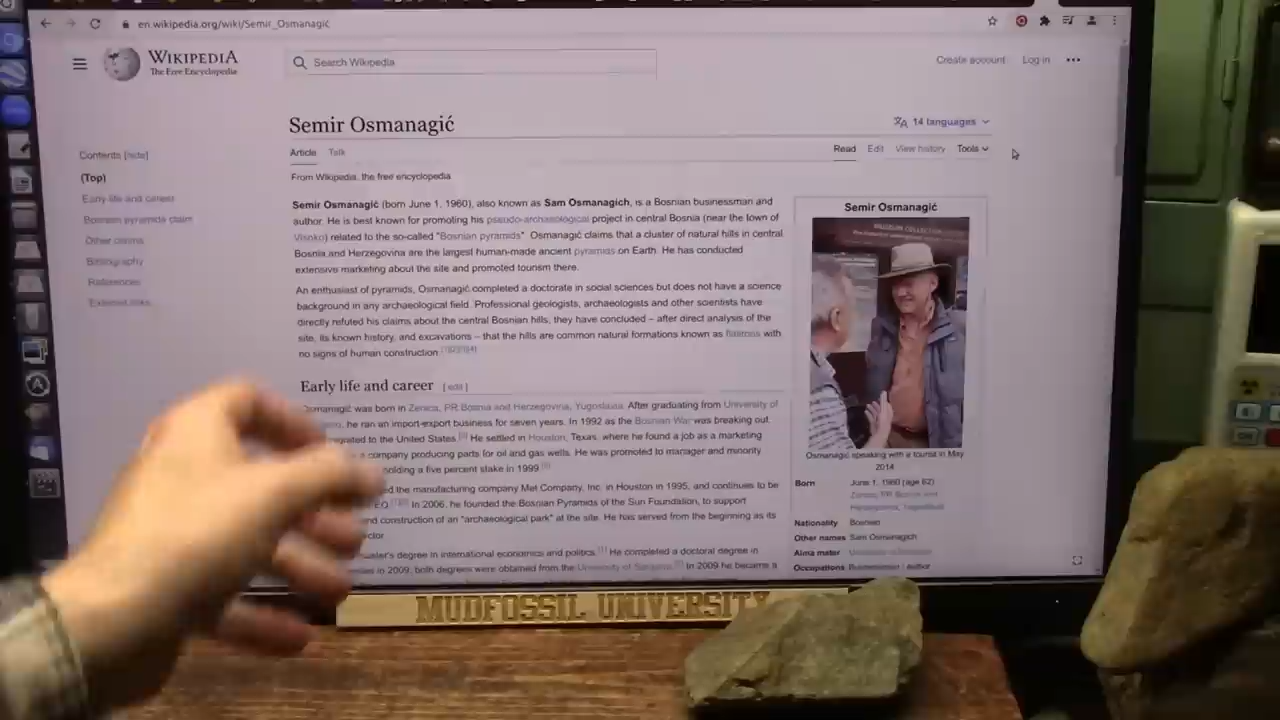 en.wikipedia.org/wiki/Semir_Osmanagić
WIKIPEDIA
The Free Encyclopedia
Search Wikipedia
Create account Log in •••
Semir Osmanagić
14 languages
Contents [hide]
(Top)
Early life and career
Bosnian pyramids claim
Other claims
Bibliography
References
External links
Article Talk
Read Edit View history Tools
From Wikipedia, the free encyclopedia
Semir Osmanagić (born June 1, 1960), also known as Sam Osmanagich, is a Bosnian businessman and
author. He is best known for promoting his pseudo-archaeological project in central Bosnia (near the town of
Visoko) related to the so-called "Bosnian pyramids". Osmanagić claims that a cluster of natural hills in central
Bosnia and Herzegovina are the largest human-made ancient pyramids on Earth. He has conducted
extensive marketing about the site and promoted tourism there.
An enthusiast of pyramids, Osmanagić completed a doctorate in social sciences but does not have a science
background in any archaeological field. Professional geologists, archaeologists and other scientists have
directly refuted his claims about the central Bosnian hills, they have concluded – after direct analysis of the
site, its known history, and excavations – that the hills are common natural formations known as flatirons with
no signs of human construction.[1][2][3][4]
Early life and career [edit]
Osmanagić was born in Zenica, PR Bosnia and Herzegovina, Yugoslavia. After graduating from University of
he ran an import-export business for seven years. In 1992 as the Bosnian War was breaking out,
to the United States. He settled in Houston, Texas, where he found a job as a marketing
a company producing parts for oil and gas wells. He was promoted to manager and minority
holding a five percent stake in 1999.
the manufacturing company Met Company, Inc. in Houston in 1995, and continues to be
In 2006, he founded the Bosnian Pyramids of the Sun Foundation, to support
and construction of an "archaeological park" at the site. He has served from the beginning as its
degree in international economics and politics. He completed a doctoral degree in
in 2009, both degrees were obtained from the University of Sarajevo. In 2009 he became a
Semir Osmanagić
MUSEUM COLLECTION
Osmanagić speaking with a tourist in May
2014
Born June 1, 1960 (age 62)
Zenica, PR Bosnia and
Herzegovina, Yugoslavia
Nationality Bosnian
Other names Sam Osmanagich
Alma mater University of Sarajevo
Occupations Businessman, author
MUDFOSSIL UNIVERSITY